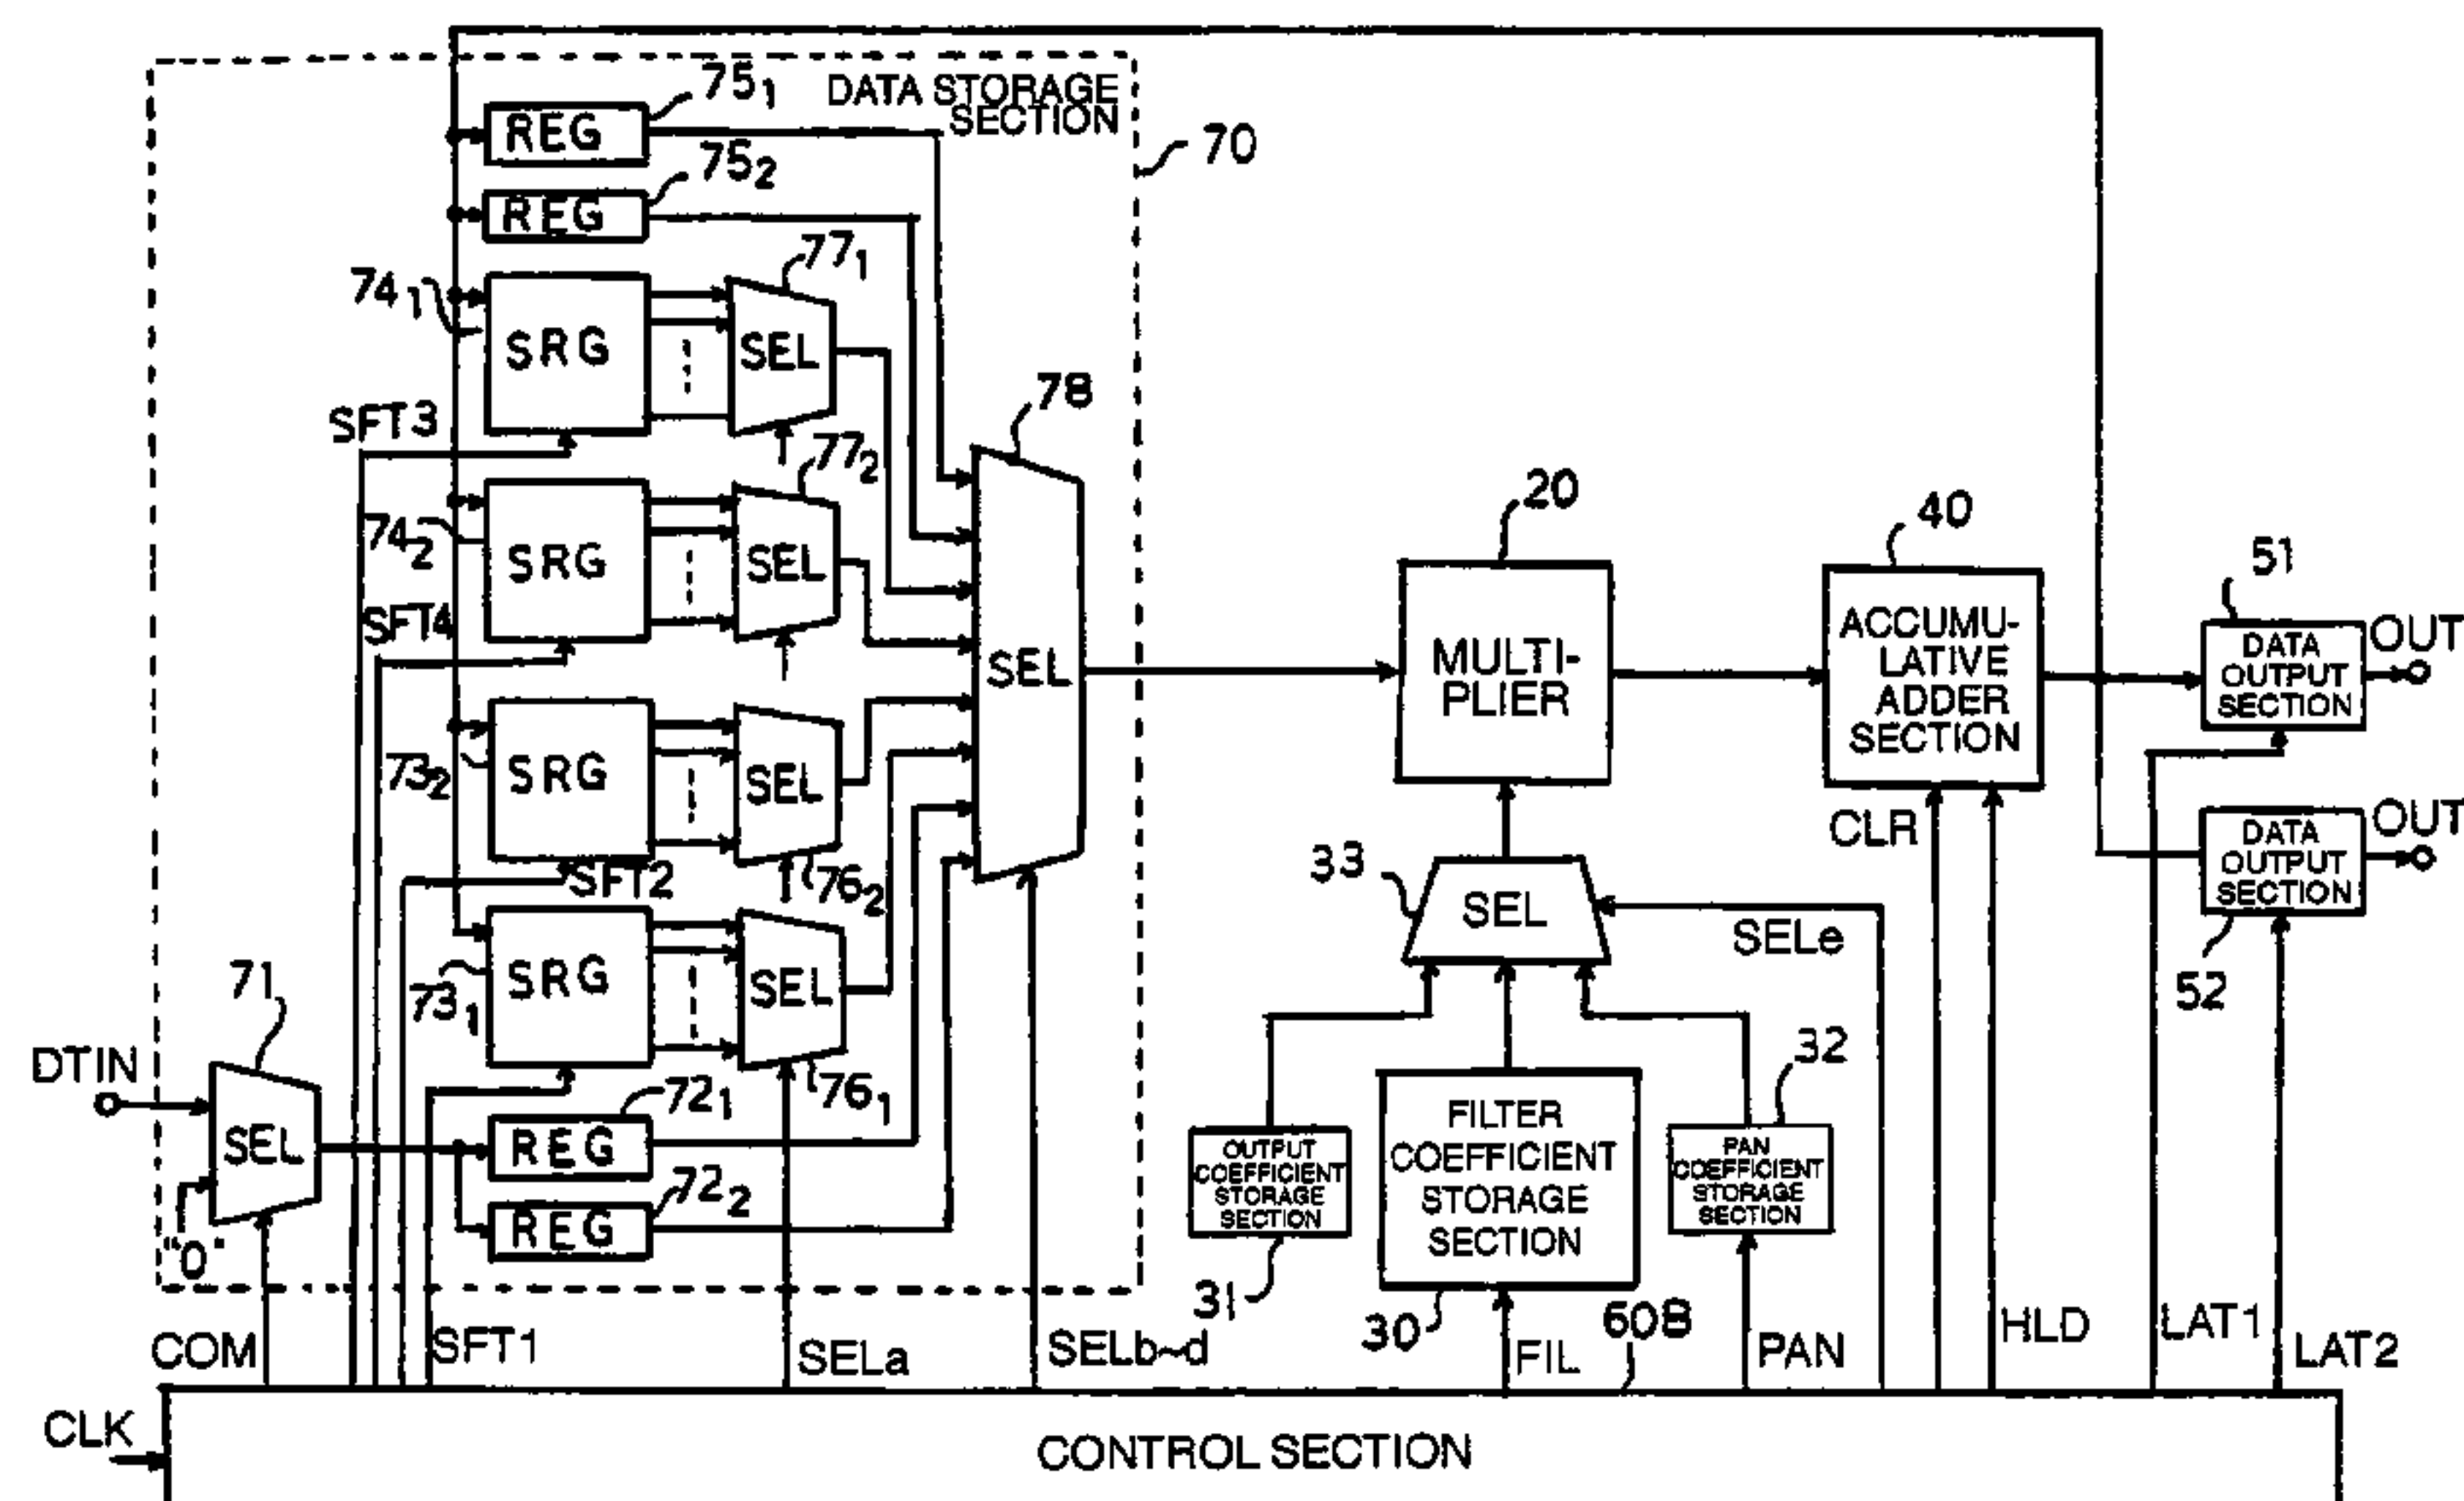 DATA STORAGE
SECTION
70
75₁
REG
75₂
REG
77₁
74₁
SRG
SEL
SFT3
77₂
78
74₂
SRG
SEL
SFT4
SEL
73₂
SRG
SEL
SFT2
76₂
73₁
SRG
SEL
76₁
71
DTIN
SEL
"0"
72₁
REG
72₂
REG
20
MULTI-
PLIER
40
ACCUMU-
LATIVE
ADDER
SECTION
51
DATA
OUTPUT
SECTION
OUT
DATA
OUTPUT
SECTION
OUT
52
CLR
33
SEL
SELe
32
OUTPUT
COEFFICIENT
STORAGE
SECTION
31
FILTER
COEFFICIENT
STORAGE
SECTION
30
PAN
COEFFICIENT
STORAGE
SECTION
60B
COM
SFT1
SELa
SELb~d
FIL
PAN
HLD
LAT1
LAT2
CLK
CONTROL SECTION